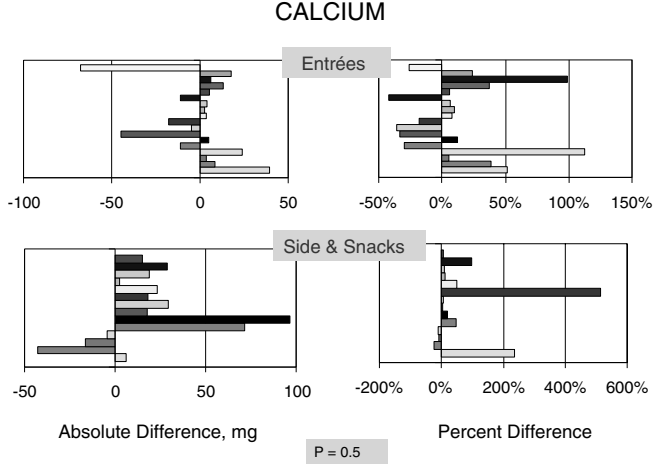 CALCIUM
Entrées
-100 -50 0 50
-50% 0% 50% 100% 150%
Side & Snacks
-50 0 50 100
-200% 0% 200% 400% 600%
Absolute Difference, mg
Percent Difference
P = 0.5